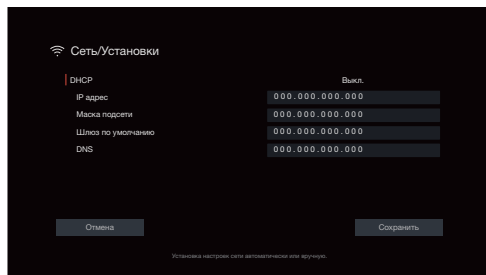 Сеть/Установки
DHCP Выкл.
IP адрес 000.000.000.000
Маска подсети 000.000.000.000
Шлюз по умолчанию 000.000.000.000
DNS 000.000.000.000
Отмена Сохранить
Установка настроек сети автоматически или вручную.